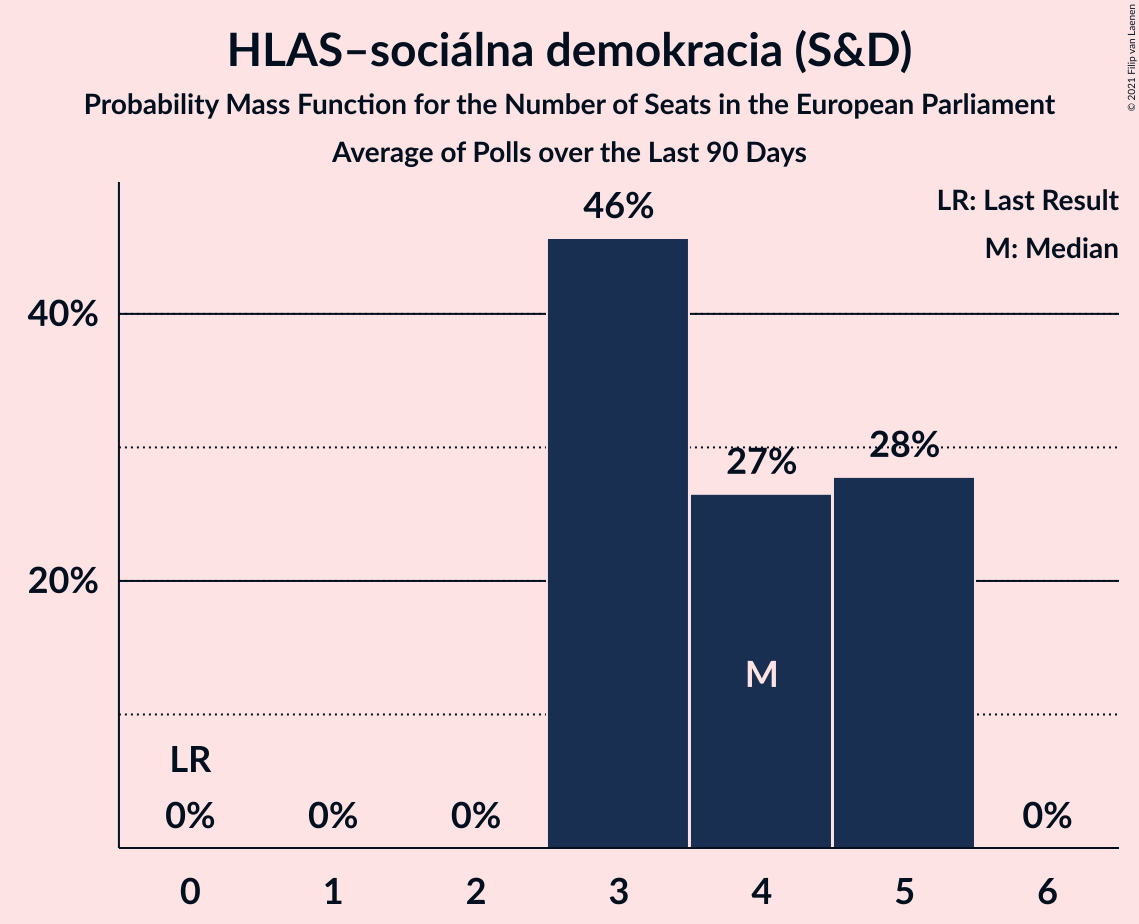 HLAS–sociálna demokracia (S&D)
Probability Mass Function for the Number of Seats in the European Parliament
Average of Polls over the Last 90 Days
© 2021 Filip van Laenen
LR: Last Result
M: Median
46%
40%
28%
27%
20%
M
LR
0% 0% 0% 0%
0 1 2 3 4 5 6